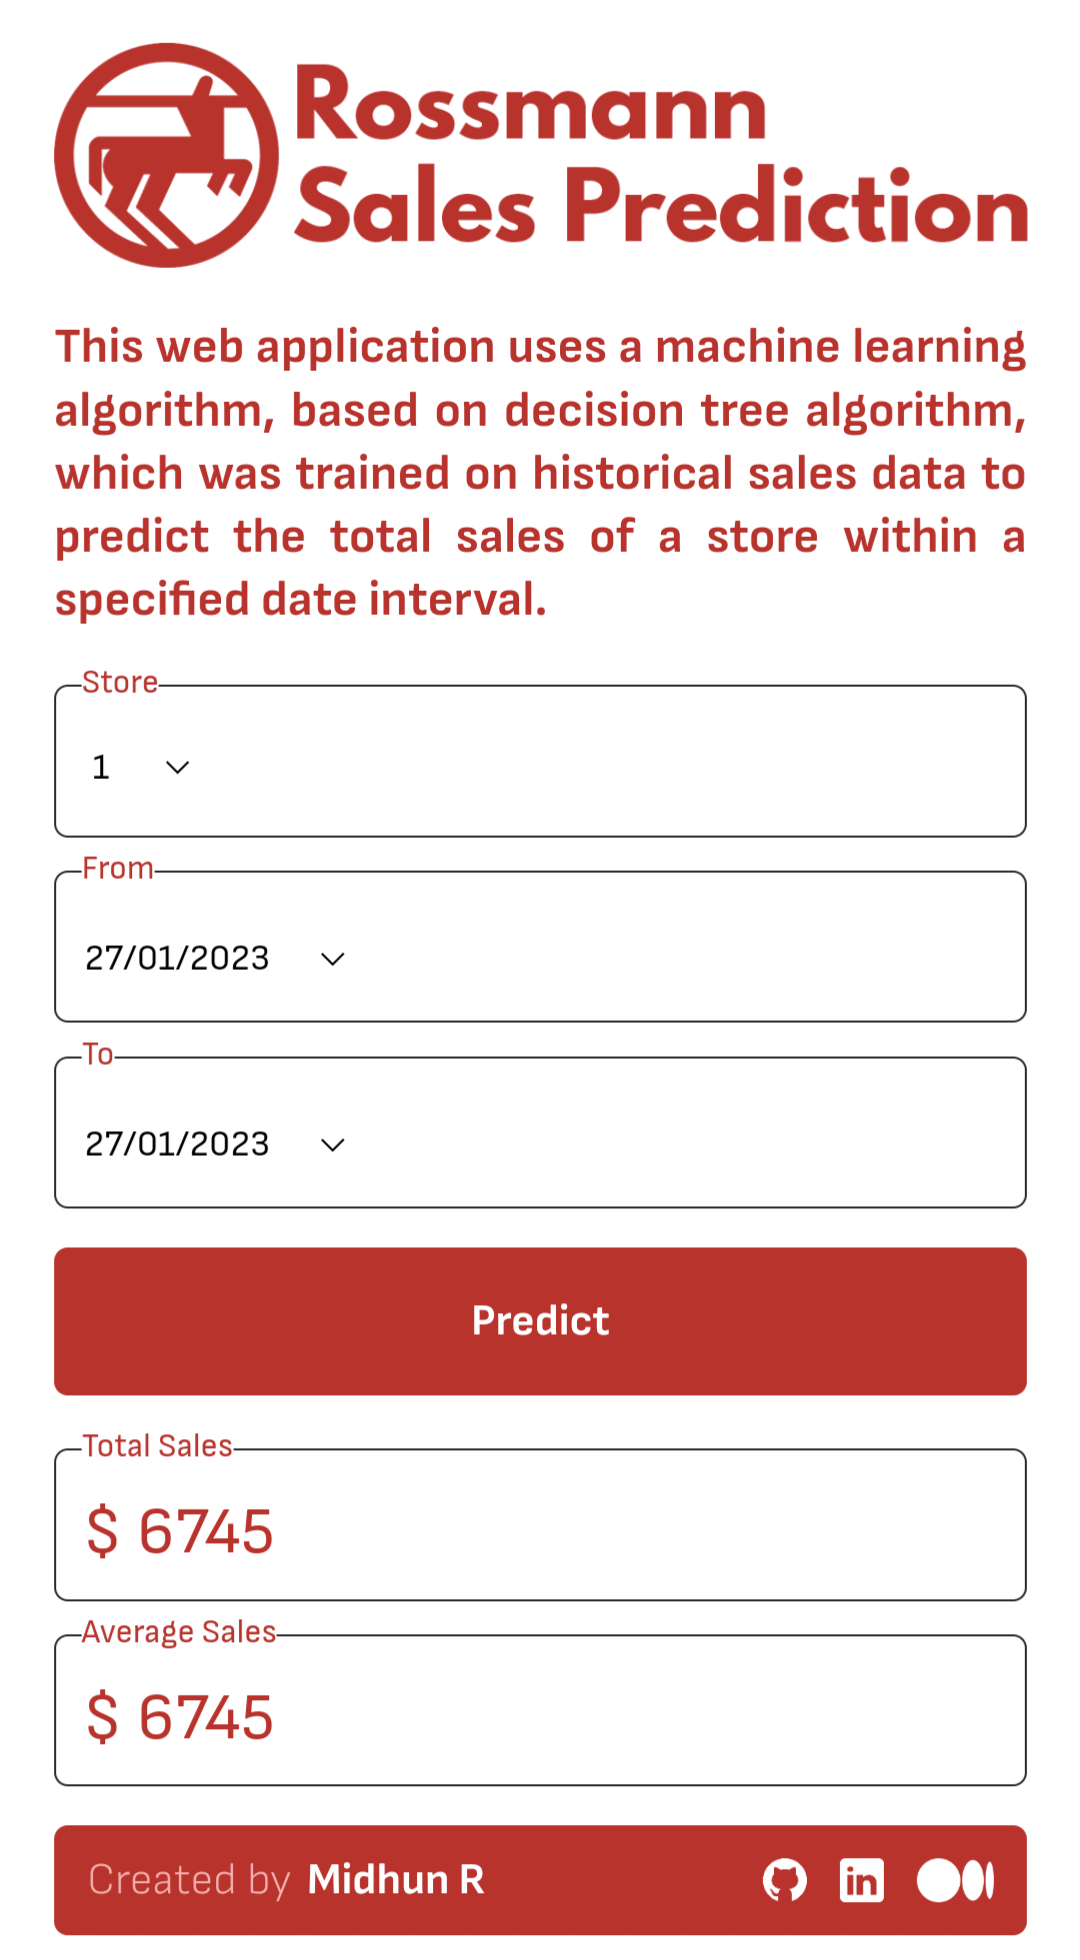 Rossmann
Sales Prediction
This web application uses a machine learning
algorithm, based on decision tree algorithm,
which was trained on historical sales data to
predict the total sales of a store within a
specified date interval.
Store
1
From
27/01/2023
To
27/01/2023
Predict
Total Sales
$ 6745
Average Sales
$ 6745
Created by Midhun R
in